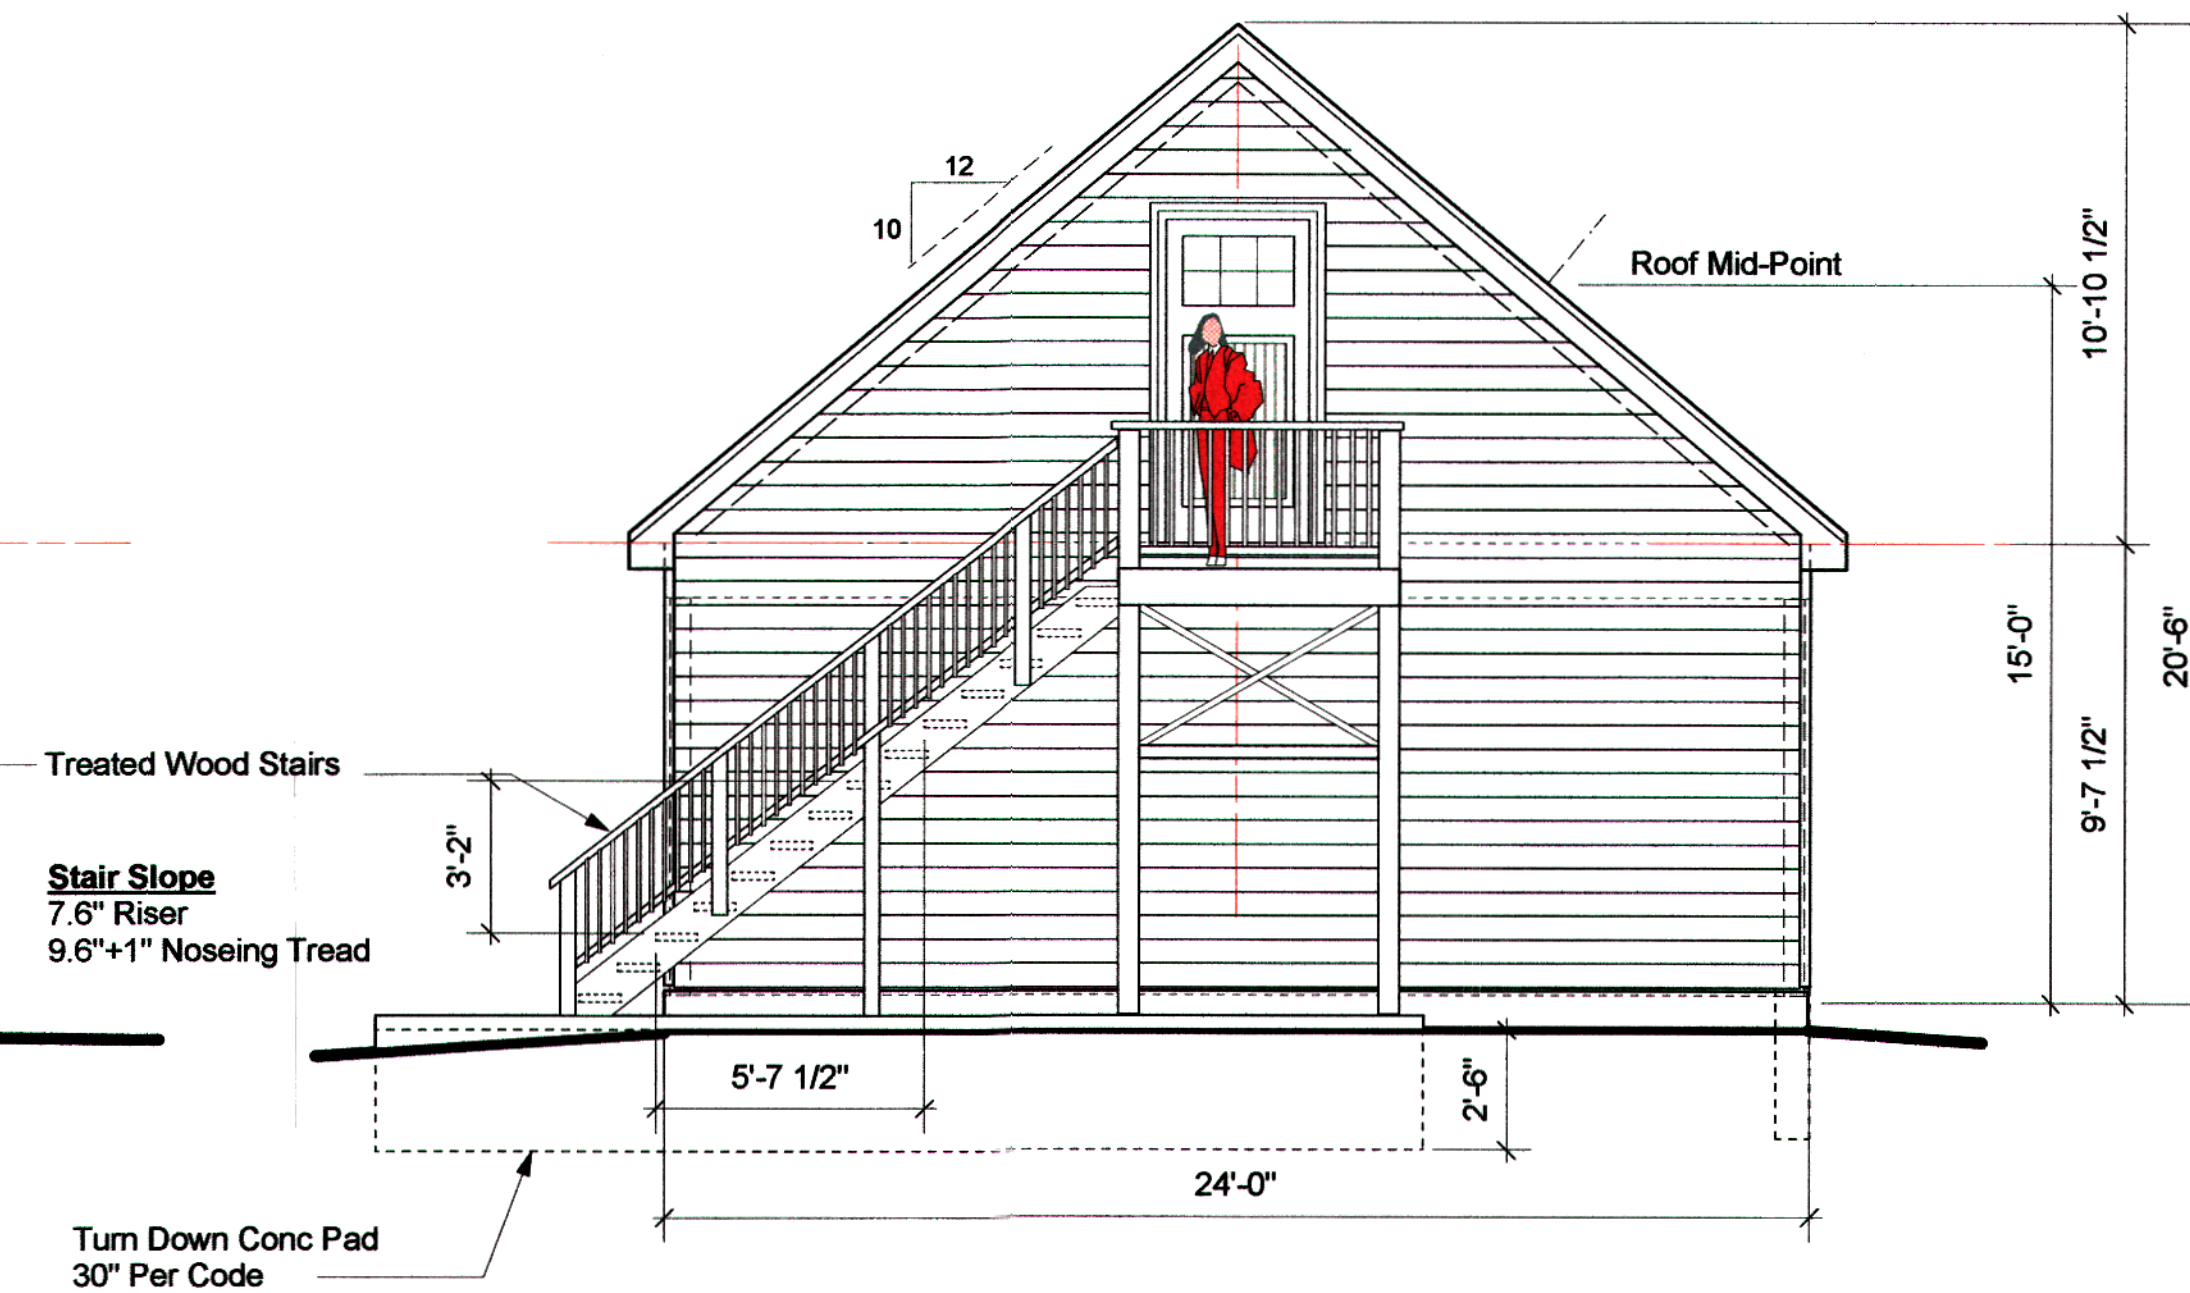 12
10
Roof Mid-Point
10'-10 1/2"
15'-0"
20'-6"
9'-7 1/2"
Treated Wood Stairs
3'-2"
Stair Slope
7.6" Riser
9.6"+1" Noseing Tread
5'-7 1/2"
2'-6"
24'-0"
Turn Down Conc Pad
30" Per Code